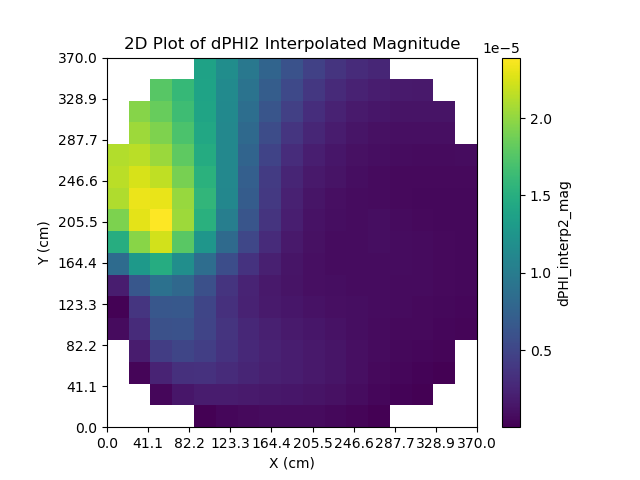 2D Plot of dPHI2 Interpolated Magnitude
1e−5
370.0
328.9
287.7
246.6
205.5
164.4
123.3
82.2
41.1
0.0
Y (cm)
0.0 41.1 82.2 123.3 164.4 205.5 246.6 287.7 328.9 370.0
X (cm)
2.0
1.5
1.0
0.5
dPHI_interp2_mag